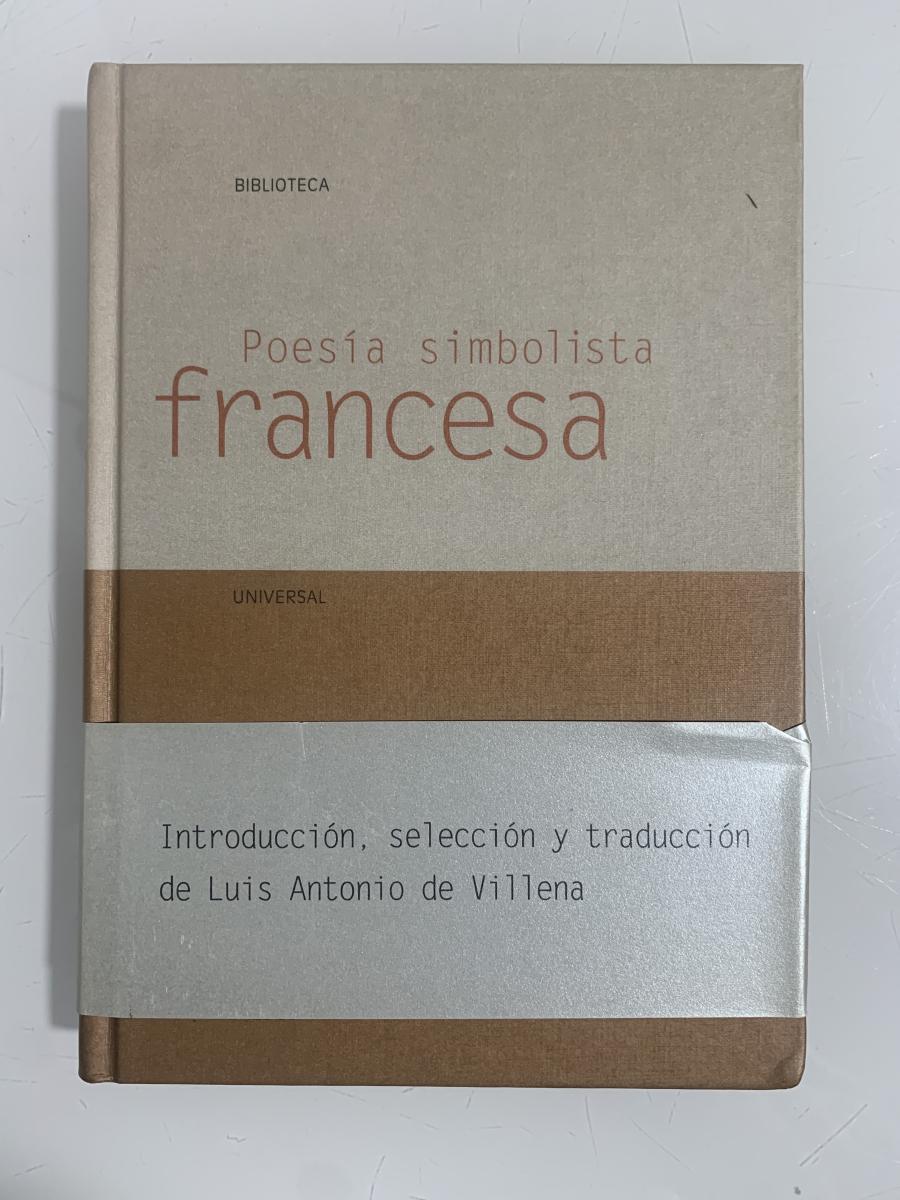 BIBLIOTECA
Poesía simbolista
francesa
UNIVERSAL
Introducción, selección y traducción
de Luis Antonio de Villena